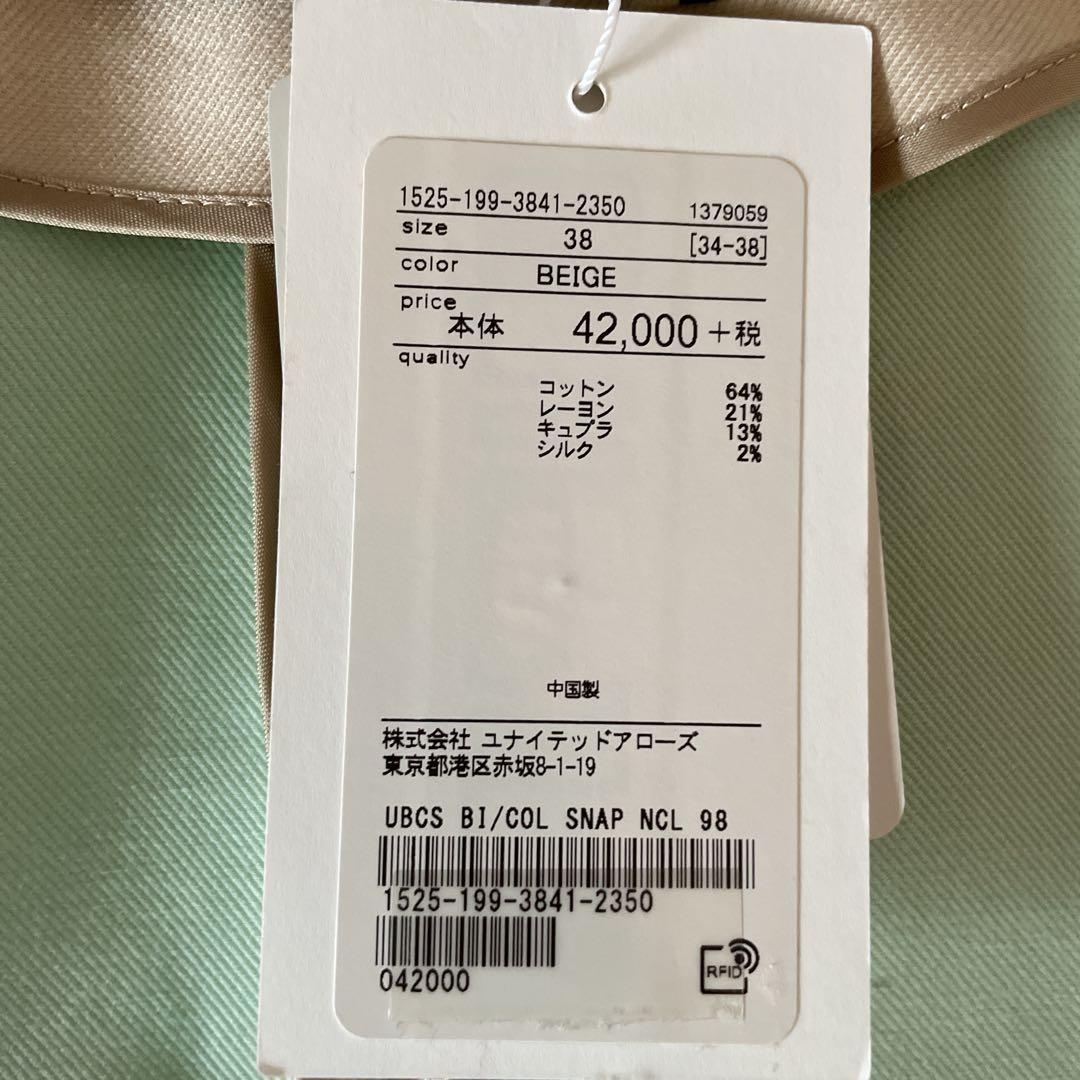 1525-199-3841-2350 1379059
size 38 [34-38]
color BEIGE
price 本体 42,000+税
quality
コットン 64%
レーヨン 21%
キュプラ 13%
シルク 2%
中国製
株式会社 ユナイテッドアローズ
東京都港区赤坂8-1-19
UBCS BI/COL SNAP NCL 98
1525-199-3841-2350
042000
RFID